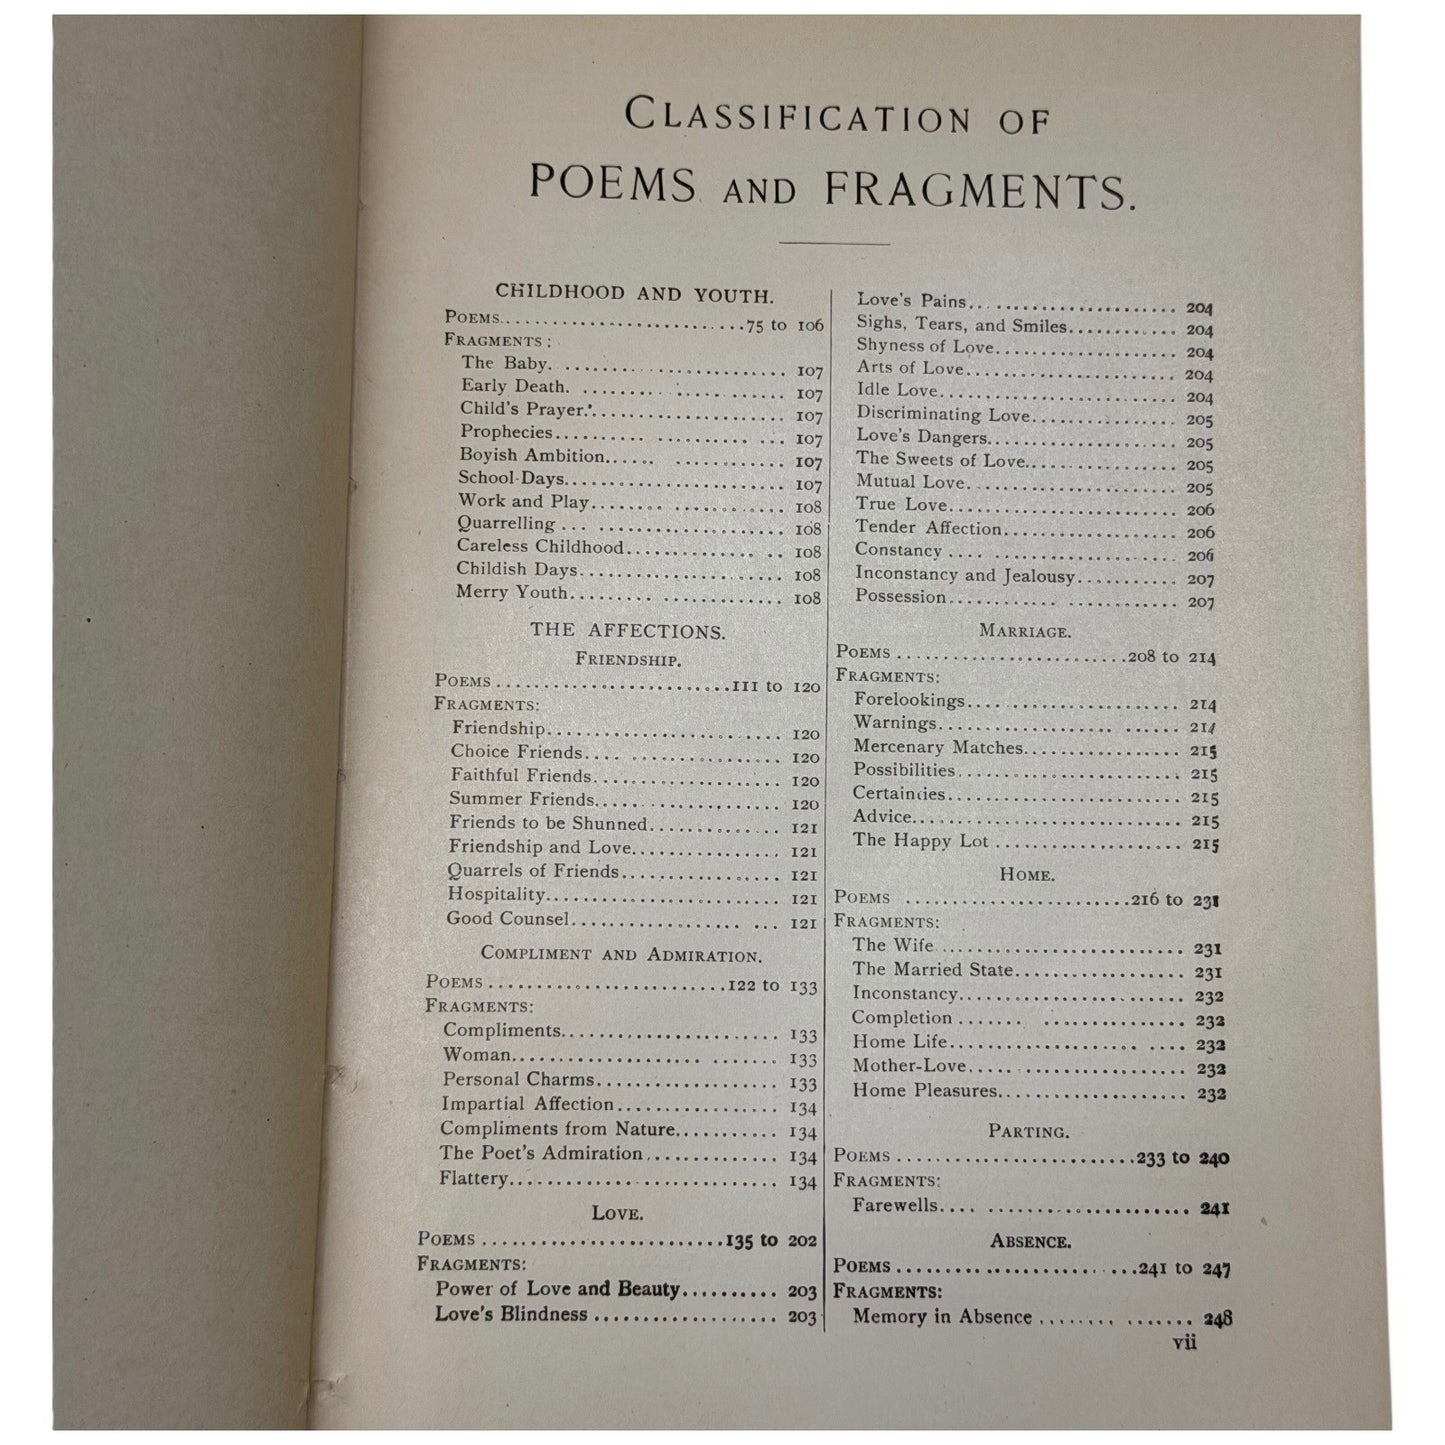 CLASSIFICATION OF
POEMS AND FRAGMENTS.
CHILDHOOD AND YOUTH.
POEMS............................75 to 106
FRAGMENTS:
The Baby. ........................ 107
Early Death. ..................... 107
Child's Prayer.................... 107
Prophecies.......... .......... ... 107
Boyish Ambition...... ............ 107
School-Days....................... 107
Work and Play........ ............ 108
Quarrelling ... .................. 108
Careless Childhood.............. .. 108
Childish Days..................... 108
Merry Youth......... ............. 108
THE AFFECTIONS.
FRIENDSHIP.
POEMS ..........................111 to 120
FRAGMENTS:
Friendship........................ 120
Choice Friends.... ............... 120
Faithful Friends.................. 120
Summer Friends.................... 120
Friends to be Shunned............. 121
Friendship and Love............... 121
Quarrels of Friends............... 121
Hospitality....................... 121
Good Counsel................. ... 121
COMPLIMENT AND ADMIRATION.
POEMS ..........................122 to 133
FRAGMENTS:
Compliments....................... 133
Woman.................... ....... 133
Personal Charms................... 133
Impartial Affection............... 134
Compliments from Nature........... 134
The Poet's Admiration............. 134
Flattery.......................... 134
LOVE.
POEMS ..........................135 to 202
FRAGMENTS:
Power of Love and Beauty.......... 203
Love's Blindness .................. 203
Love's Pains...................... 204
Sighs, Tears, and Smiles........... 204
Shyness of Love................... 204
Arts of Love...................... 204
Idle Love......................... 204
Discriminating Love............... 205
Love's Dangers.................... 205
The Sweets of Love................ 205
Mutual Love....................... 205
True Love......................... 206
Tender Affection.................. 206
Constancy .... ................... 206
Inconstancy and Jealousy........... 207
Possession............ ............ 207
MARRIAGE.
POEMS .........................208 to 214
FRAGMENTS:
Forelookings.... .................. 214
Warnings................... ...... 214
Mercenary Matches................. 215
Possibilities..................... 215
Certainties....................... 215
Advice............................ 215
The Happy Lot .................... 215
HOME.
POEMS .........................216 to 231
FRAGMENTS:
The Wife ......................... 231
The Married State................. 231
Inconstancy....................... 232
Completion ....... ............... 232
Home Life..................... .... 232
Mother-Love..... ................. 232
Home Pleasures.................... 232
PARTING.
POEMS ..........................233 to 240
FRAGMENTS:
Farewells.... ..................... 241
ABSENCE.
POEMS ..........................241 to 247
FRAGMENTS:
Memory in Absence ........ ....... 248
vii